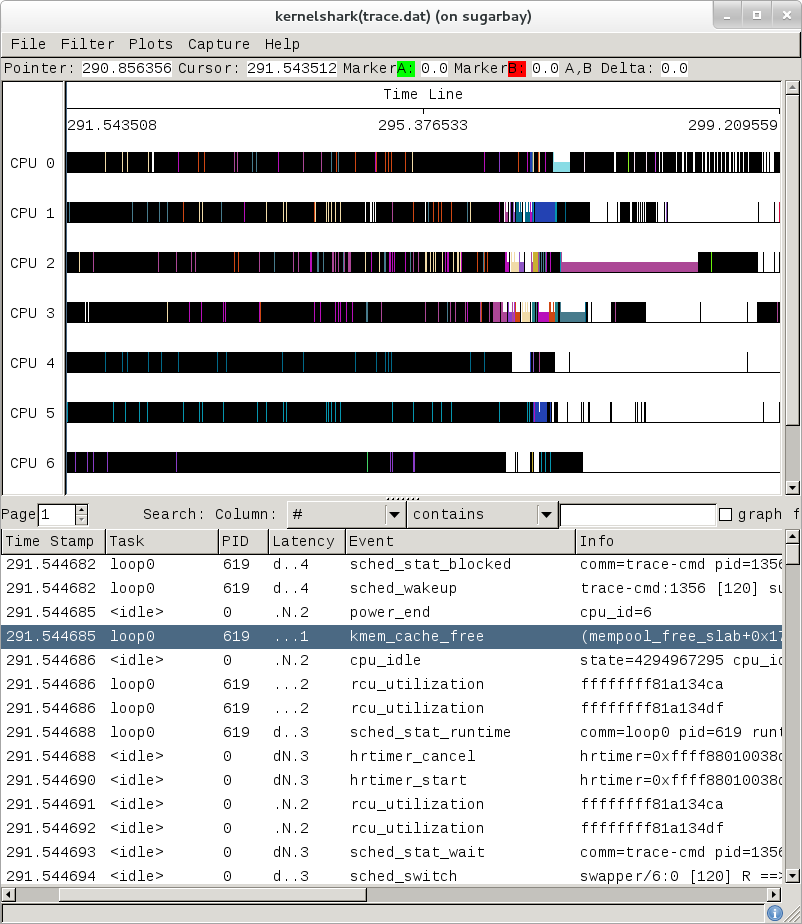 kernelshark(trace.dat) (on sugarbay)
File Filter Plots Capture Help
Pointer: 290.856356 Cursor: 291.543512 Marker A: 0.0 Marker B: 0.0 A,B Delta: 0.0
Time Line
291.543508 295.376533 299.209559
CPU 0
CPU 1
CPU 2
CPU 3
CPU 4
CPU 5
CPU 6
Page 1 Search: Column: # contains graph f
Time Stamp Task PID Latency Event Info
291.544682 loop0 619 d..4 sched_stat_blocked comm=trace-cmd pid=1356
291.544682 loop0 619 d..4 sched_wakeup trace-cmd:1356 [120] su
291.544685 <idle> 0 .N.2 power_end cpu_id=6
291.544685 loop0 619 ...1 kmem_cache_free (mempool_free_slab+0x17
291.544686 <idle> 0 .N.2 cpu_idle state=4294967295 cpu_id
291.544686 loop0 619 ...2 rcu_utilization ffffffff81a134ca
291.544686 loop0 619 ...2 rcu_utilization ffffffff81a134df
291.544688 loop0 619 d..3 sched_stat_runtime comm=loop0 pid=619 runt
291.544688 <idle> 0 dN.3 hrtimer_cancel hrtimer=0xffff88010038d
291.544690 <idle> 0 dN.3 hrtimer_start hrtimer=0xffff88010038d
291.544691 <idle> 0 .N.2 rcu_utilization ffffffff81a134ca
291.544692 <idle> 0 .N.2 rcu_utilization ffffffff81a134df
291.544693 <idle> 0 dN.3 sched_stat_wait comm=trace-cmd pid=1356
291.544694 <idle> 0 d..3 sched_switch swapper/6:0 [120] R ==>